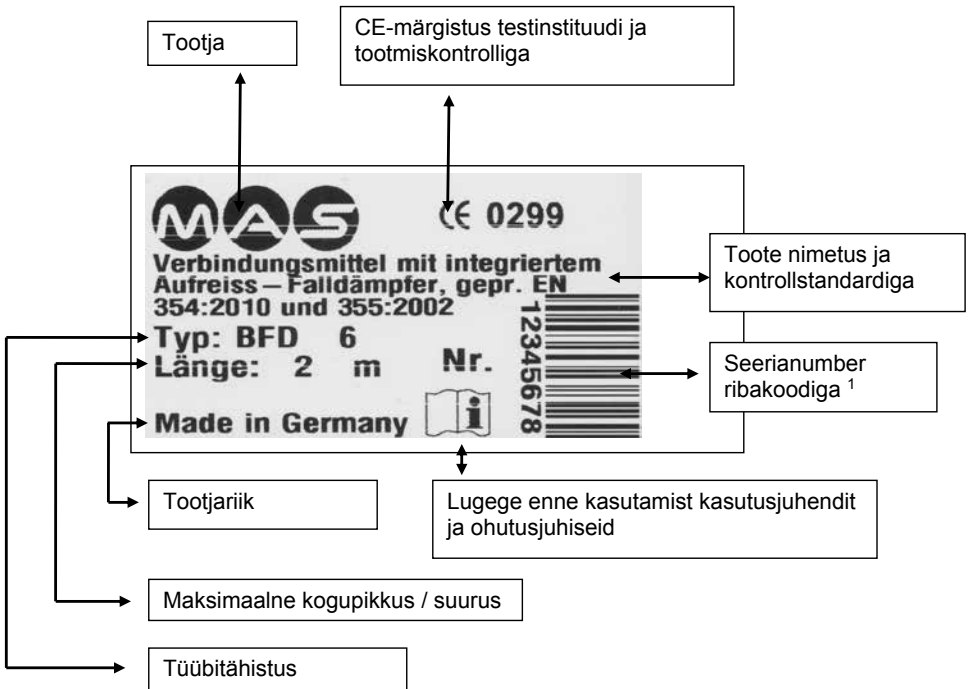 Tootja
CE-märgistus testinstituudi ja
tootmiskontrolliga
MAS
CE 0299
Verbindungsmittel mit integriertem
Aufreiss – Falldämpfer, gepr. EN
354:2010 und 355:2002
Typ: BFD 6
Länge: 2 m
Nr.
12345678
Made in Germany
i
Toote nimetus ja
kontrollstandardiga
Seerianumber
ribakoodiga ¹
Tootjariik
Lugege enne kasutamist kasutusjuhendit
ja ohutusjuhiseid
Maksimaalne kogupikkus / suurus
Tüübitähistus